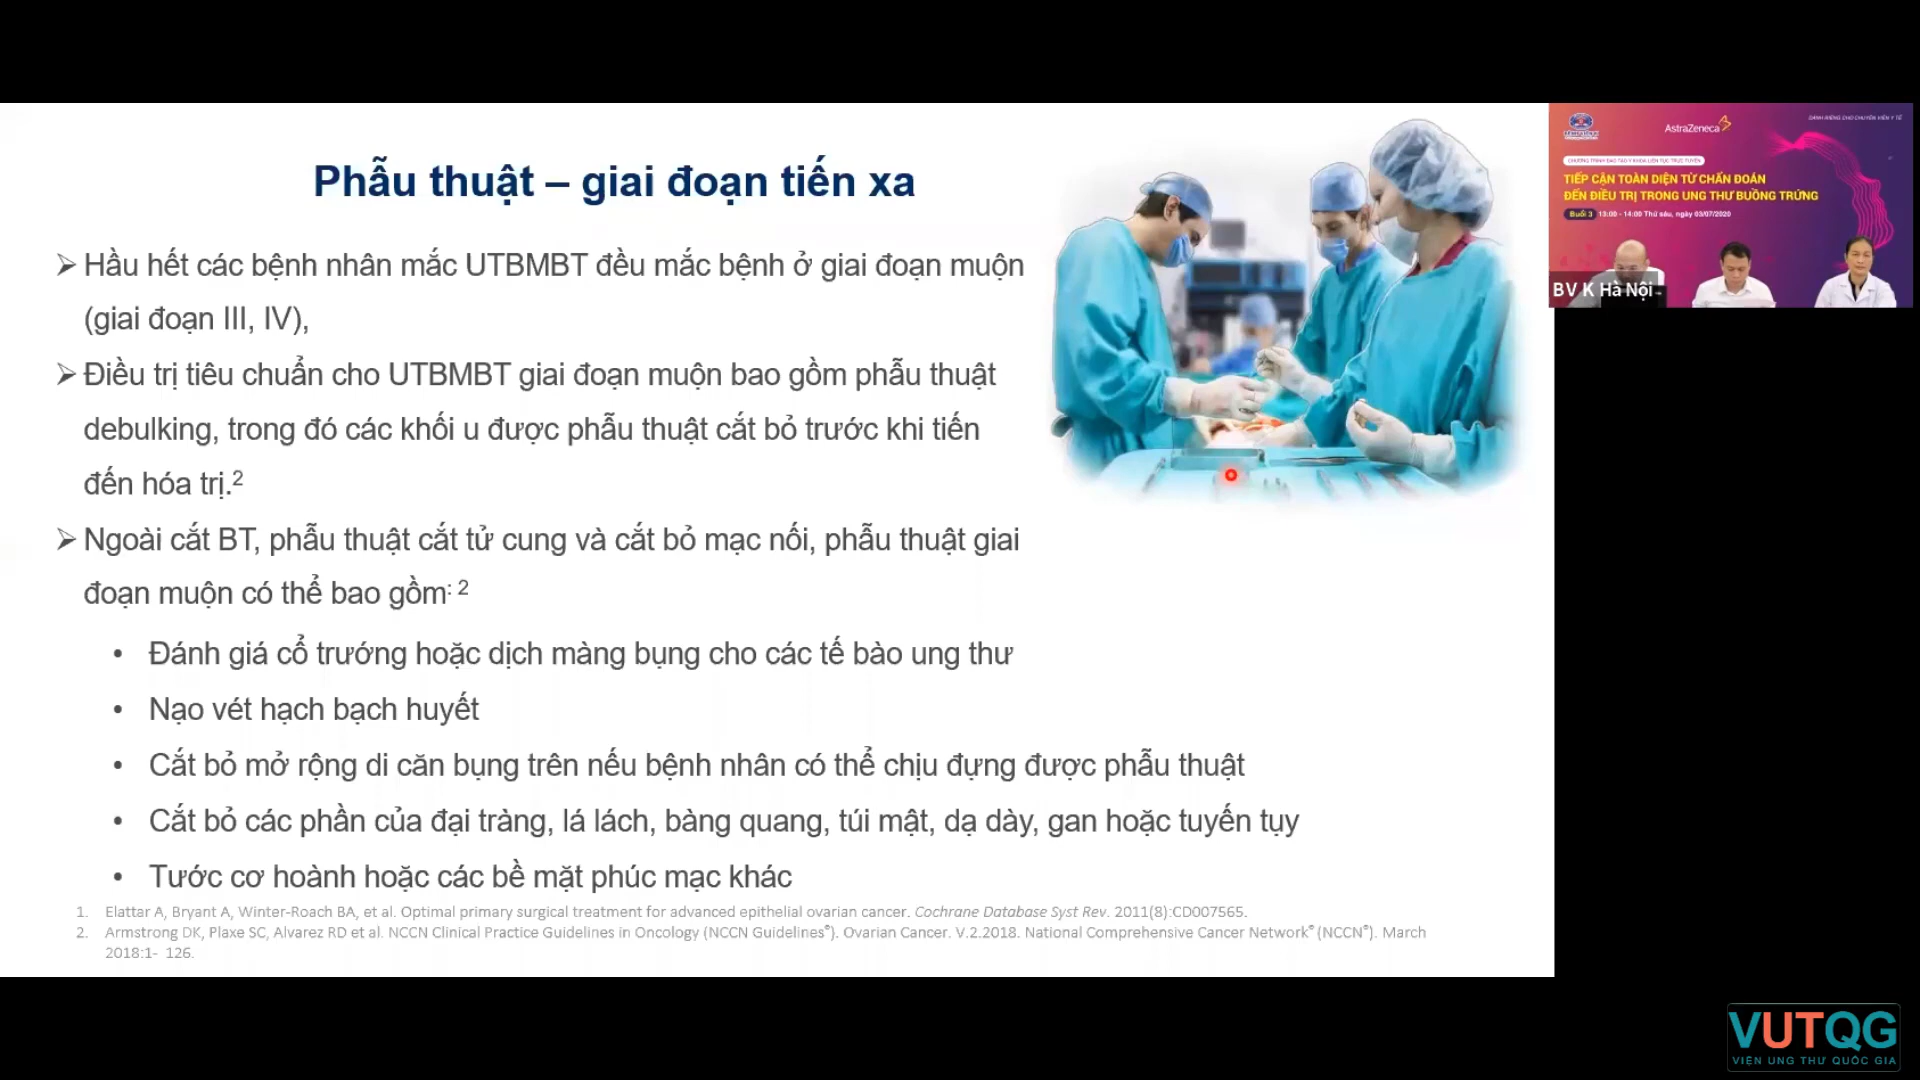 Phẫu thuật – giai đoạn tiến xa
➢ Hầu hết các bệnh nhân mắc UTBMBT đều mắc bệnh ở giai đoạn muộn
(giai đoạn III, IV),
➢ Điều trị tiêu chuẩn cho UTBMBT giai đoạn muộn bao gồm phẫu thuật
debulking, trong đó các khối u được phẫu thuật cắt bỏ trước khi tiến
đến hóa trị.2
➢ Ngoài cắt BT, phẫu thuật cắt tử cung và cắt bỏ mạc nối, phẫu thuật giai
đoạn muộn có thể bao gồm: 2
• Đánh giá cổ trướng hoặc dịch màng bụng cho các tế bào ung thư
• Nạo vét hạch bạch huyết
• Cắt bỏ mở rộng di căn bụng trên nếu bệnh nhân có thể chịu đựng được phẫu thuật
• Cắt bỏ các phần của đại tràng, lá lách, bàng quang, túi mật, dạ dày, gan hoặc tuyến tụy
• Tước cơ hoành hoặc các bề mặt phúc mạc khác
1. Elattar A, Bryant A, Winter-Roach BA, et al. Optimal primary surgical treatment for advanced epithelial ovarian cancer. Cochrane Database Syst Rev. 2011(8):CD007565.
2. Armstrong DK, Plaxe SC, Alvarez RD et al. NCCN Clinical Practice Guidelines in Oncology (NCCN Guidelines®). Ovarian Cancer. V.2.2018. National Comprehensive Cancer Network® (NCCN®). March
2018:1- 126.
AstraZeneca
DÀNH RIÊNG CHO CHUYÊN VIÊN Y TẾ
CHƯƠNG TRÌNH ĐÀO TẠO Y KHOA LIÊN TỤC TRỰC TUYẾN
TIẾP CẬN TOÀN DIỆN TỪ CHẨN ĐOÁN
ĐẾN ĐIỀU TRỊ TRONG UNG THƯ BUỒNG TRỨNG
Buổi 3 13:00 - 14:00 Thứ sáu, ngày 03/07/2020
BV K Hà Nội
VUTQG
VIỆN UNG THƯ QUỐC GIA